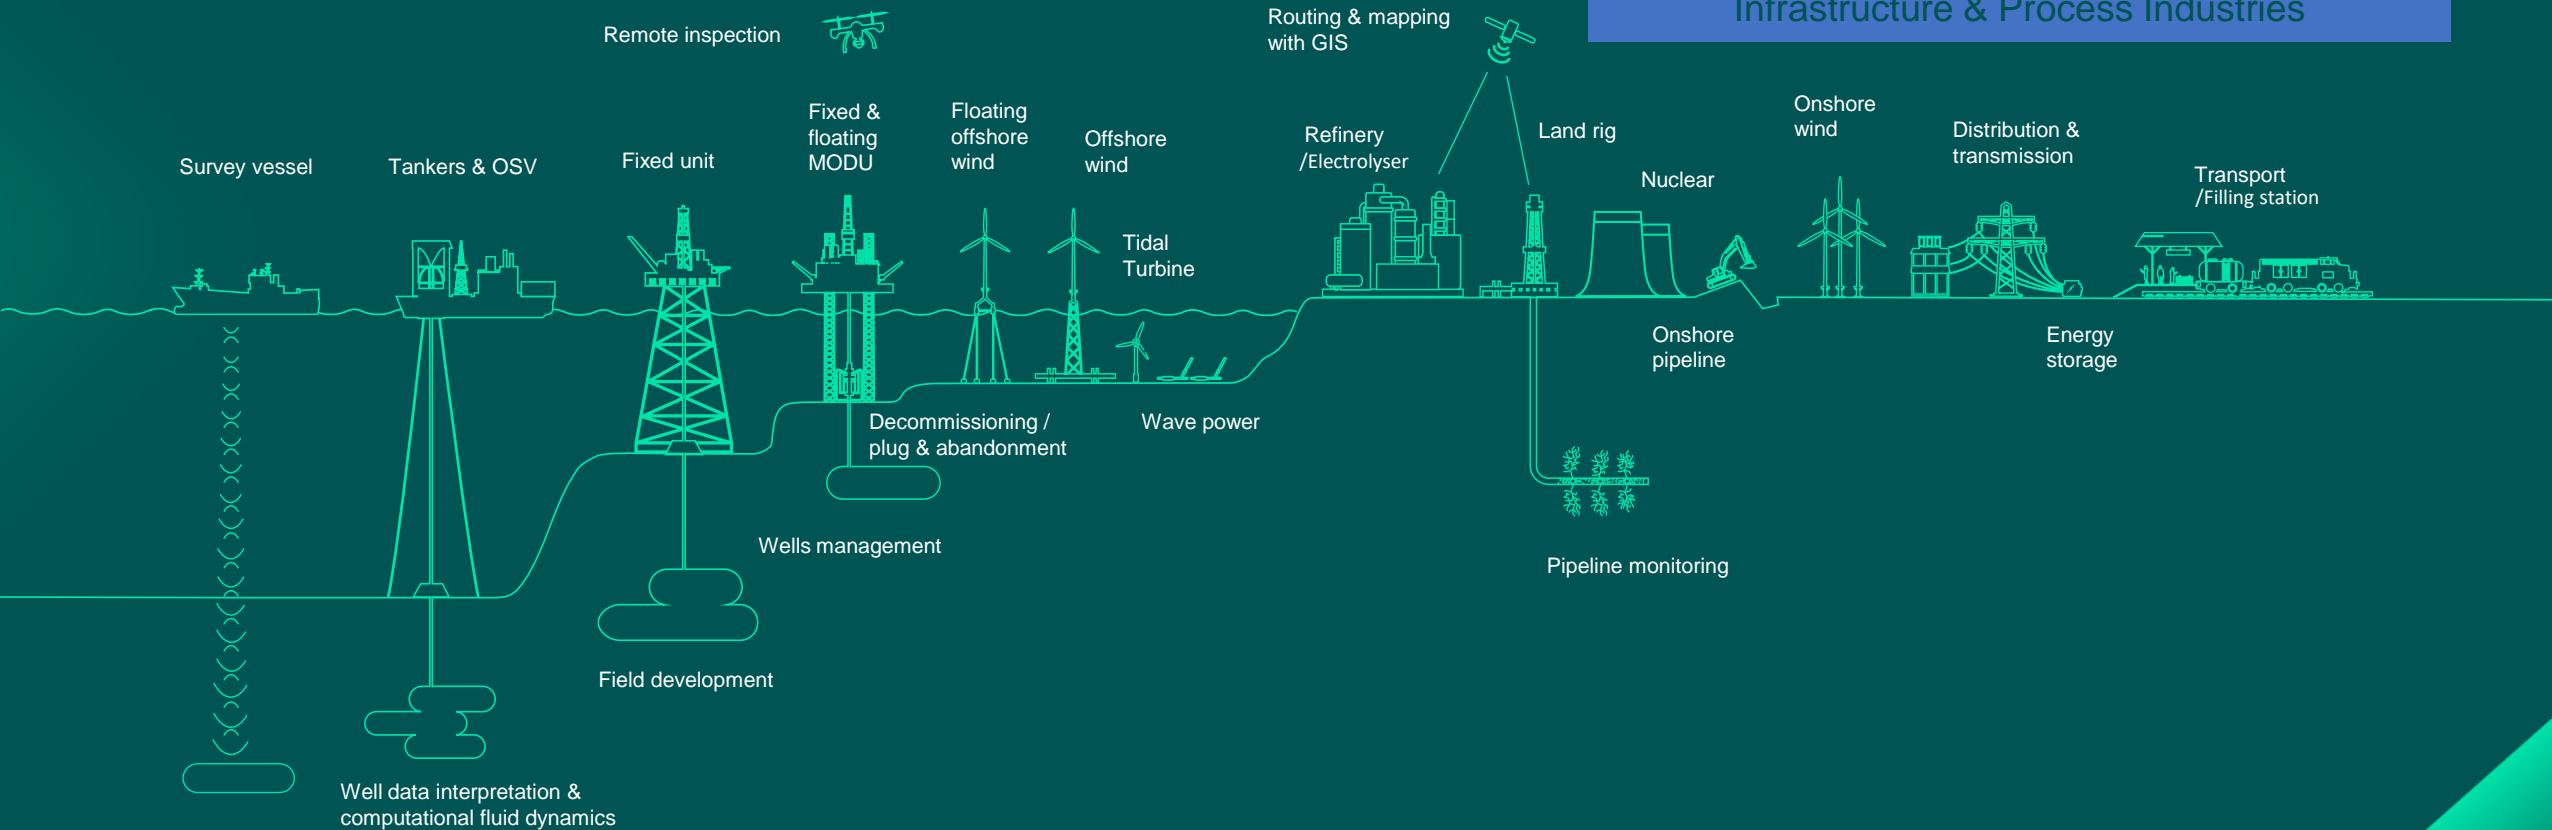 Infrastructure & Process Industries
Remote inspection
Routing & mapping
with GIS
Survey vessel
Tankers & OSV
Fixed unit
Fixed &
floating
MODU
Floating
offshore
wind
Offshore
wind
Tidal
Turbine
Refinery
/Electrolyser
Land rig
Nuclear
Onshore
wind
Distribution &
transmission
Transport
/Filling station
Onshore
pipeline
Energy
storage
Decommissioning /
plug & abandonment
Wave power
Wells management
Pipeline monitoring
Field development
Well data interpretation &
computational fluid dynamics